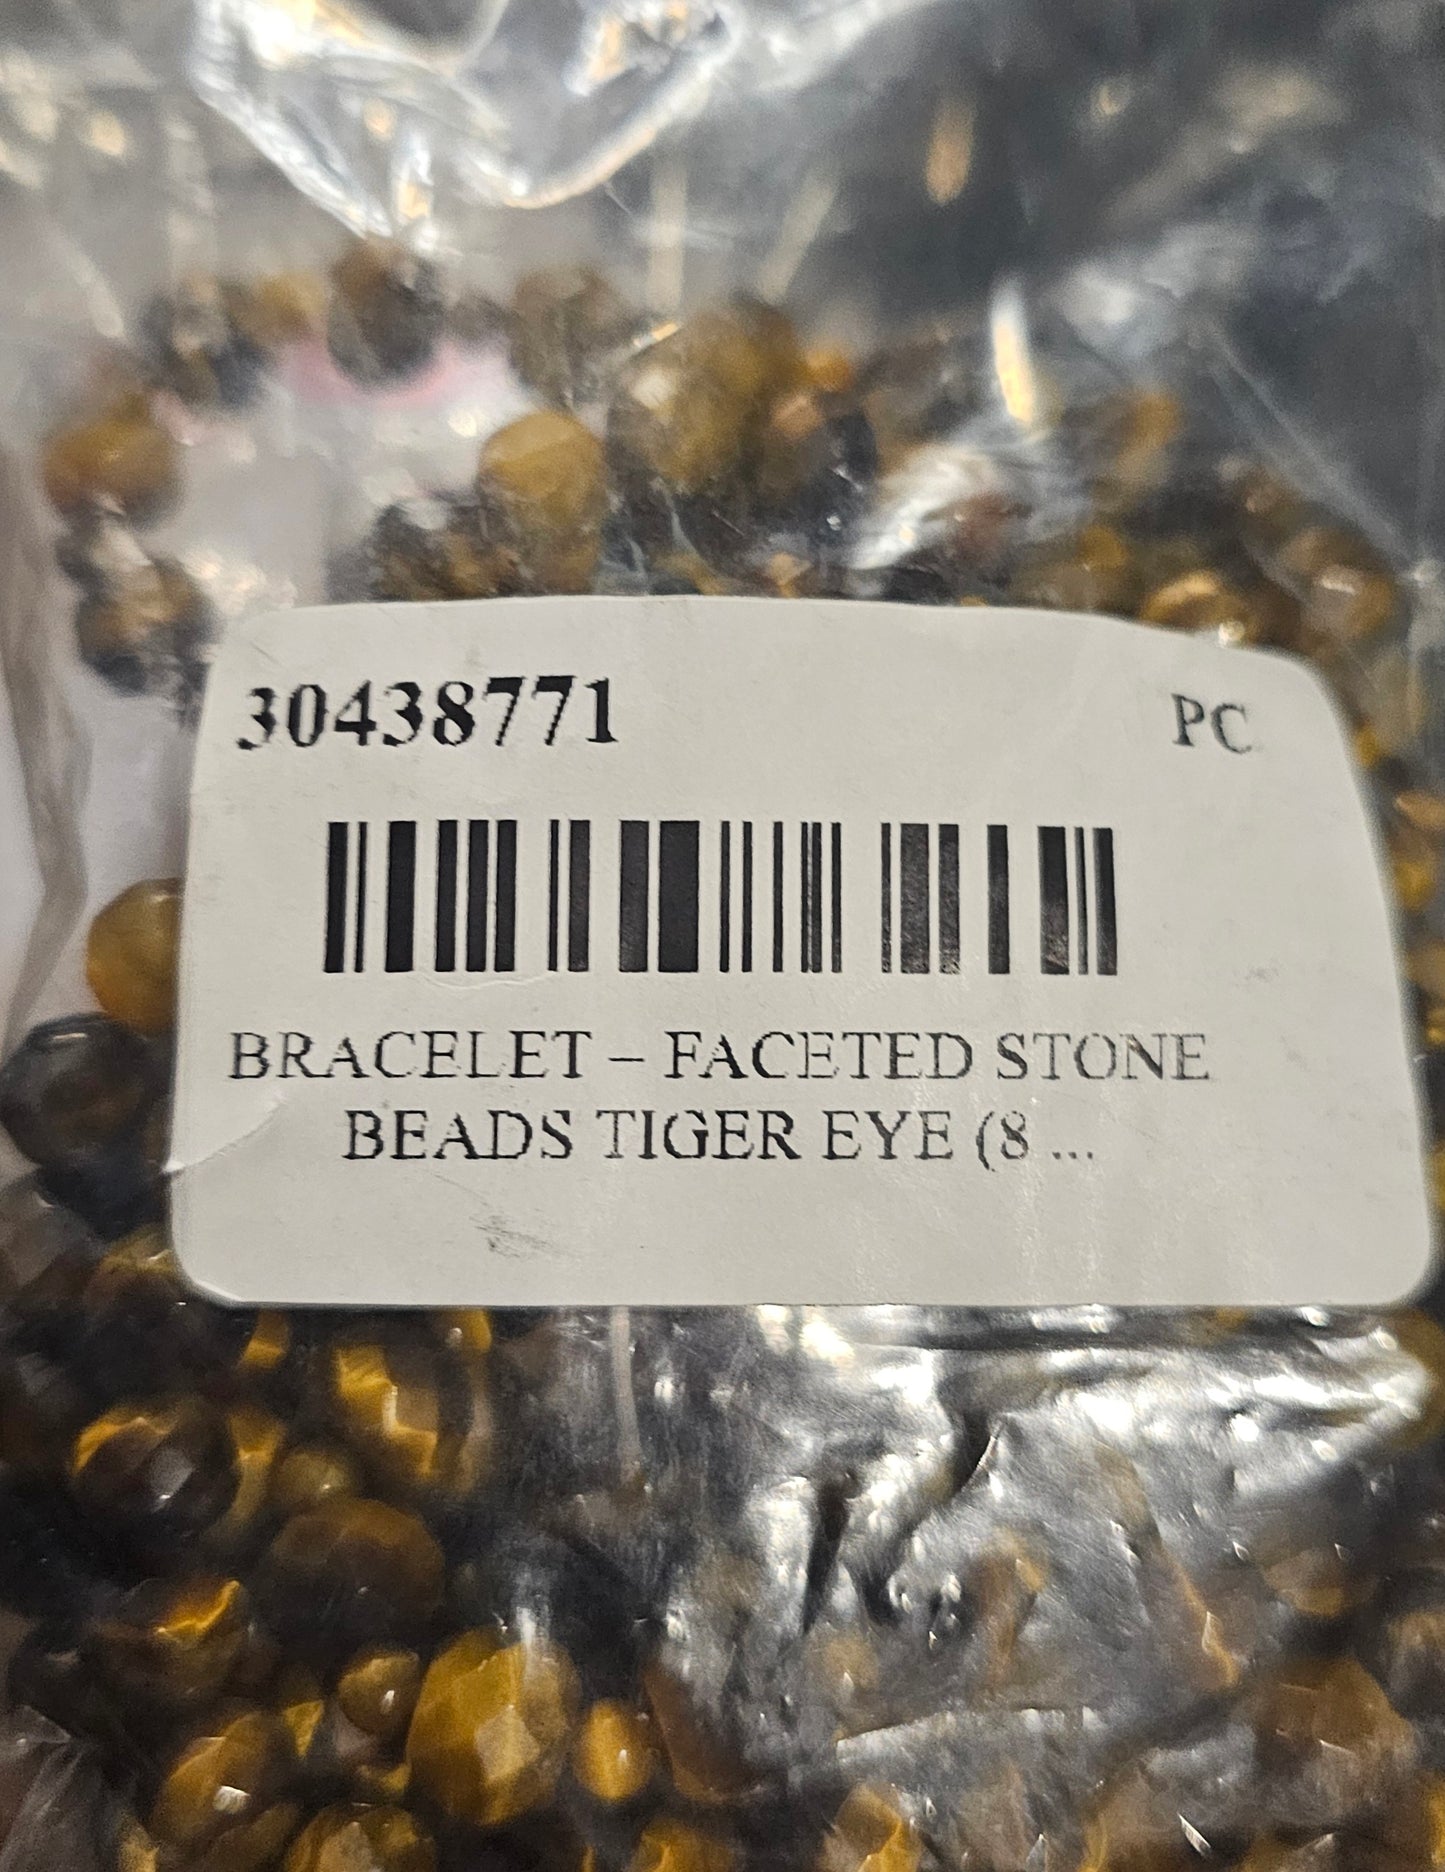 30438771 PC
BRACELET – FACETED STONE
BEADS TIGER EYE (8 ...